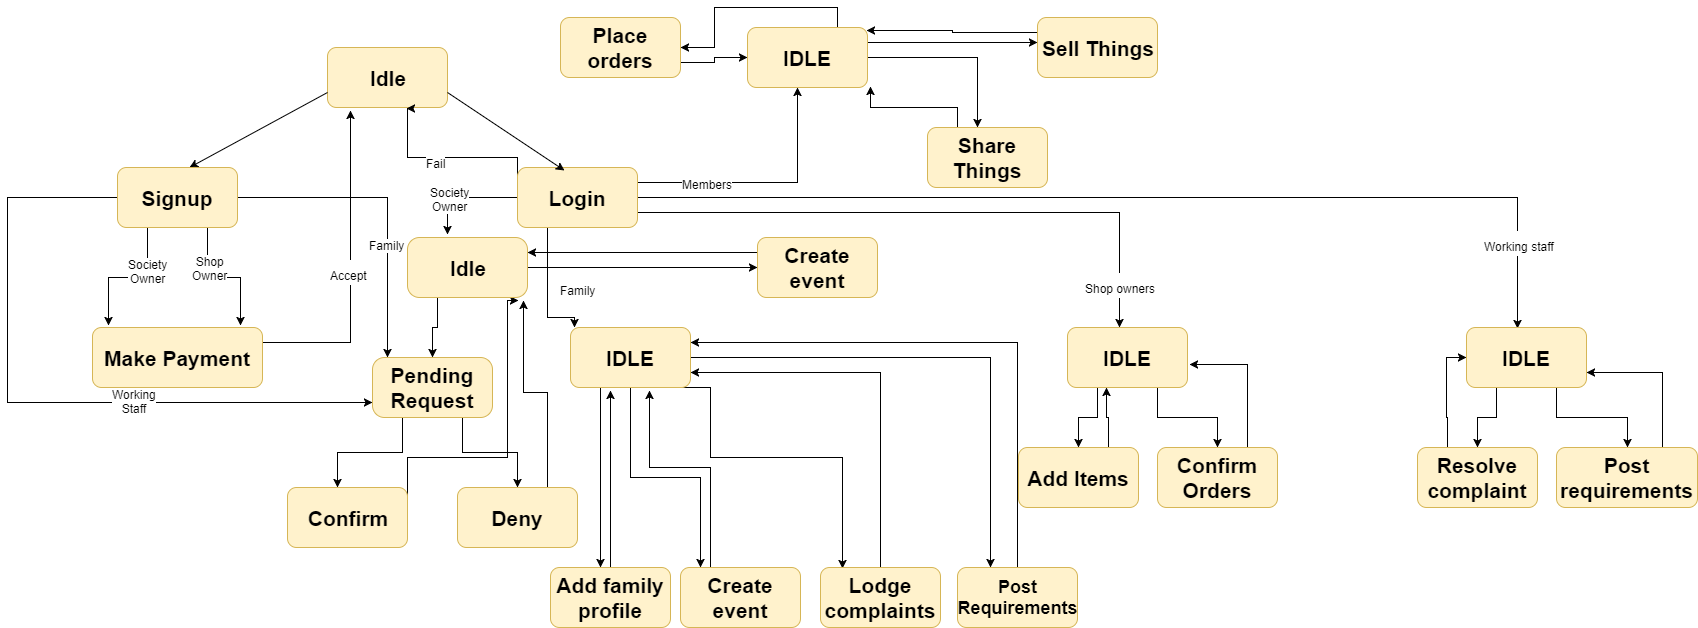 Place
orders
IDLE
Sell Things
Idle
Share
Things
Fail
Members
Signup
Society
Owner
Login
Family
Working staff
Society
Owner
Shop
Owner
Accept
Idle
Create
event
Family
Shop owners
Make Payment
Pending
Request
IDLE
IDLE
IDLE
Working
Staff
Add Items
Confirm
Orders
Resolve
complaint
Post
requirements
Confirm
Deny
Add family
profile
Create
event
Lodge
complaints
Post
Requirements